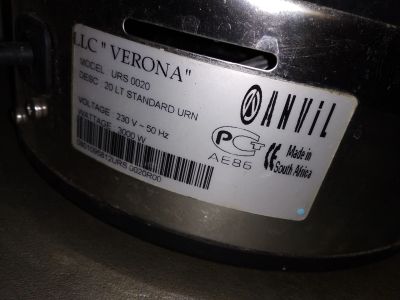 LLC " VERONA"
MODEL URS 0020
DESC 20 LT STANDARD URN
VOLTAGE 230 V ~ 50 Hz
WATTAGE 3000 W
ANVIL
PG
AE86
CE Made in
South Africa